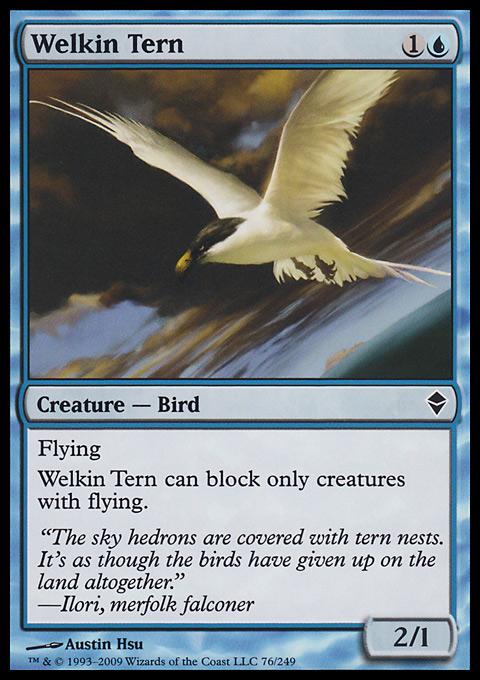 Welkin Tern 1
Creature — Bird
Flying
Welkin Tern can block only creatures
with flying.
“The sky hedrons are covered with tern nests.
It’s as though the birds have given up on the
land altogether.”
—Ilori, merfolk falconer
2/1
Austin Hsu
™ & © 1993–2009 Wizards of the Coast LLC 76/249